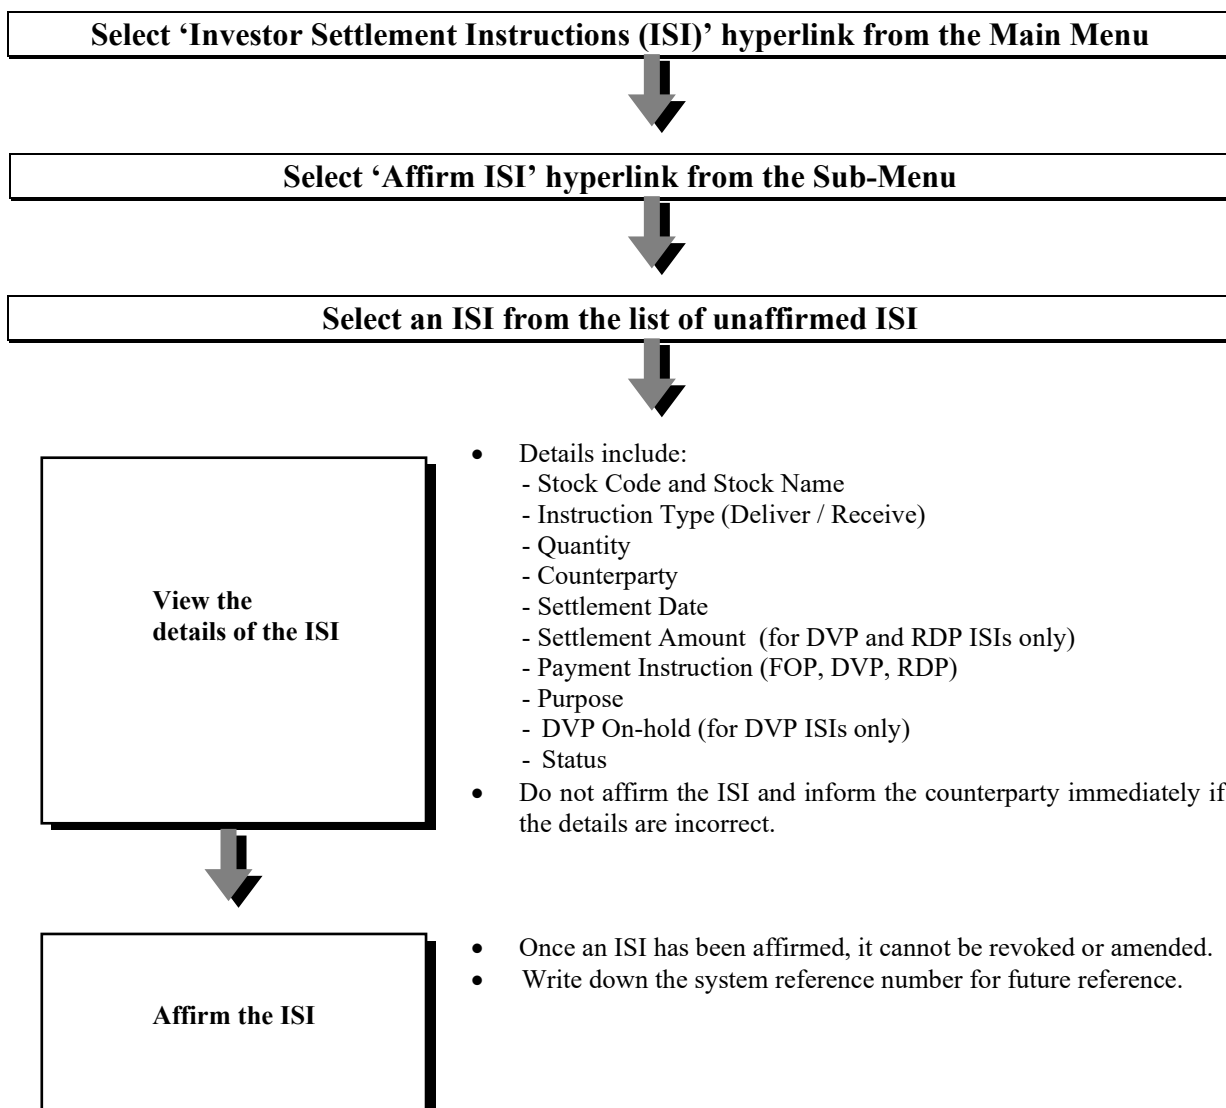 Select ‘Investor Settlement Instructions (ISI)’ hyperlink from the Main Menu
Select ‘Affirm ISI’ hyperlink from the Sub-Menu
Select an ISI from the list of unaffirmed ISI
View the
details of the ISI
• Details include:
- Stock Code and Stock Name
- Instruction Type (Deliver / Receive)
- Quantity
- Counterparty
- Settlement Date
- Settlement Amount (for DVP and RDP ISIs only)
- Payment Instruction (FOP, DVP, RDP)
- Purpose
- DVP On-hold (for DVP ISIs only)
- Status
• Do not affirm the ISI and inform the counterparty immediately if
the details are incorrect.
Affirm the ISI
• Once an ISI has been affirmed, it cannot be revoked or amended.
• Write down the system reference number for future reference.